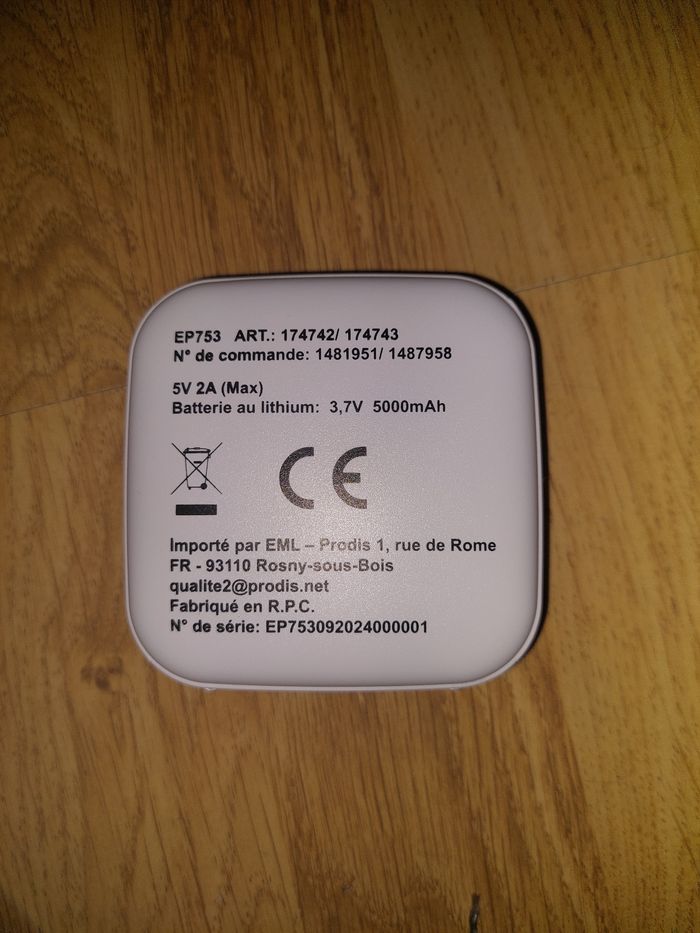 EP753 ART.: 174742/ 174743
N° de commande: 1481951/ 1487958
5V 2A (Max)
Batterie au lithium: 3,7V 5000mAh
CE
Importé par EML – Prodis 1, rue de Rome
FR - 93110 Rosny-sous-Bois
qualite2@prodis.net
Fabriqué en R.P.C.
N° de série: EP753092024000001